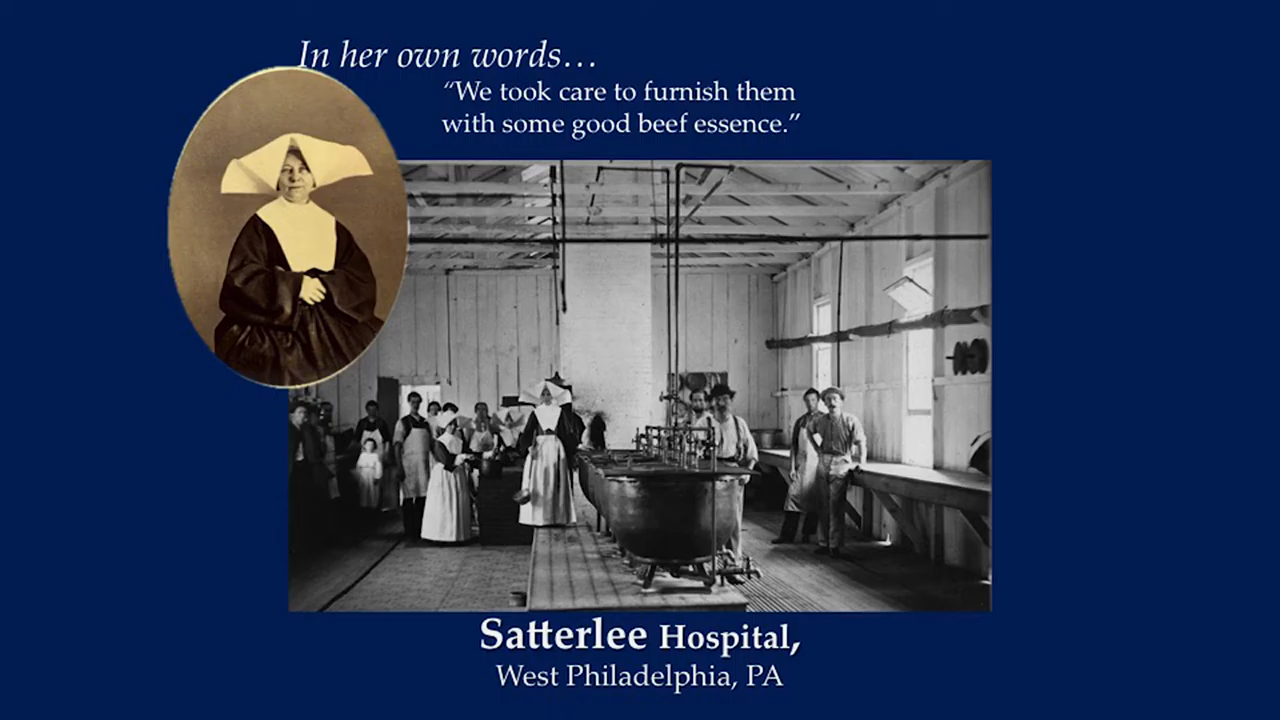 In her own words…
“We took care to furnish them
with some good beef essence.”
Satterlee Hospital,
West Philadelphia, PA